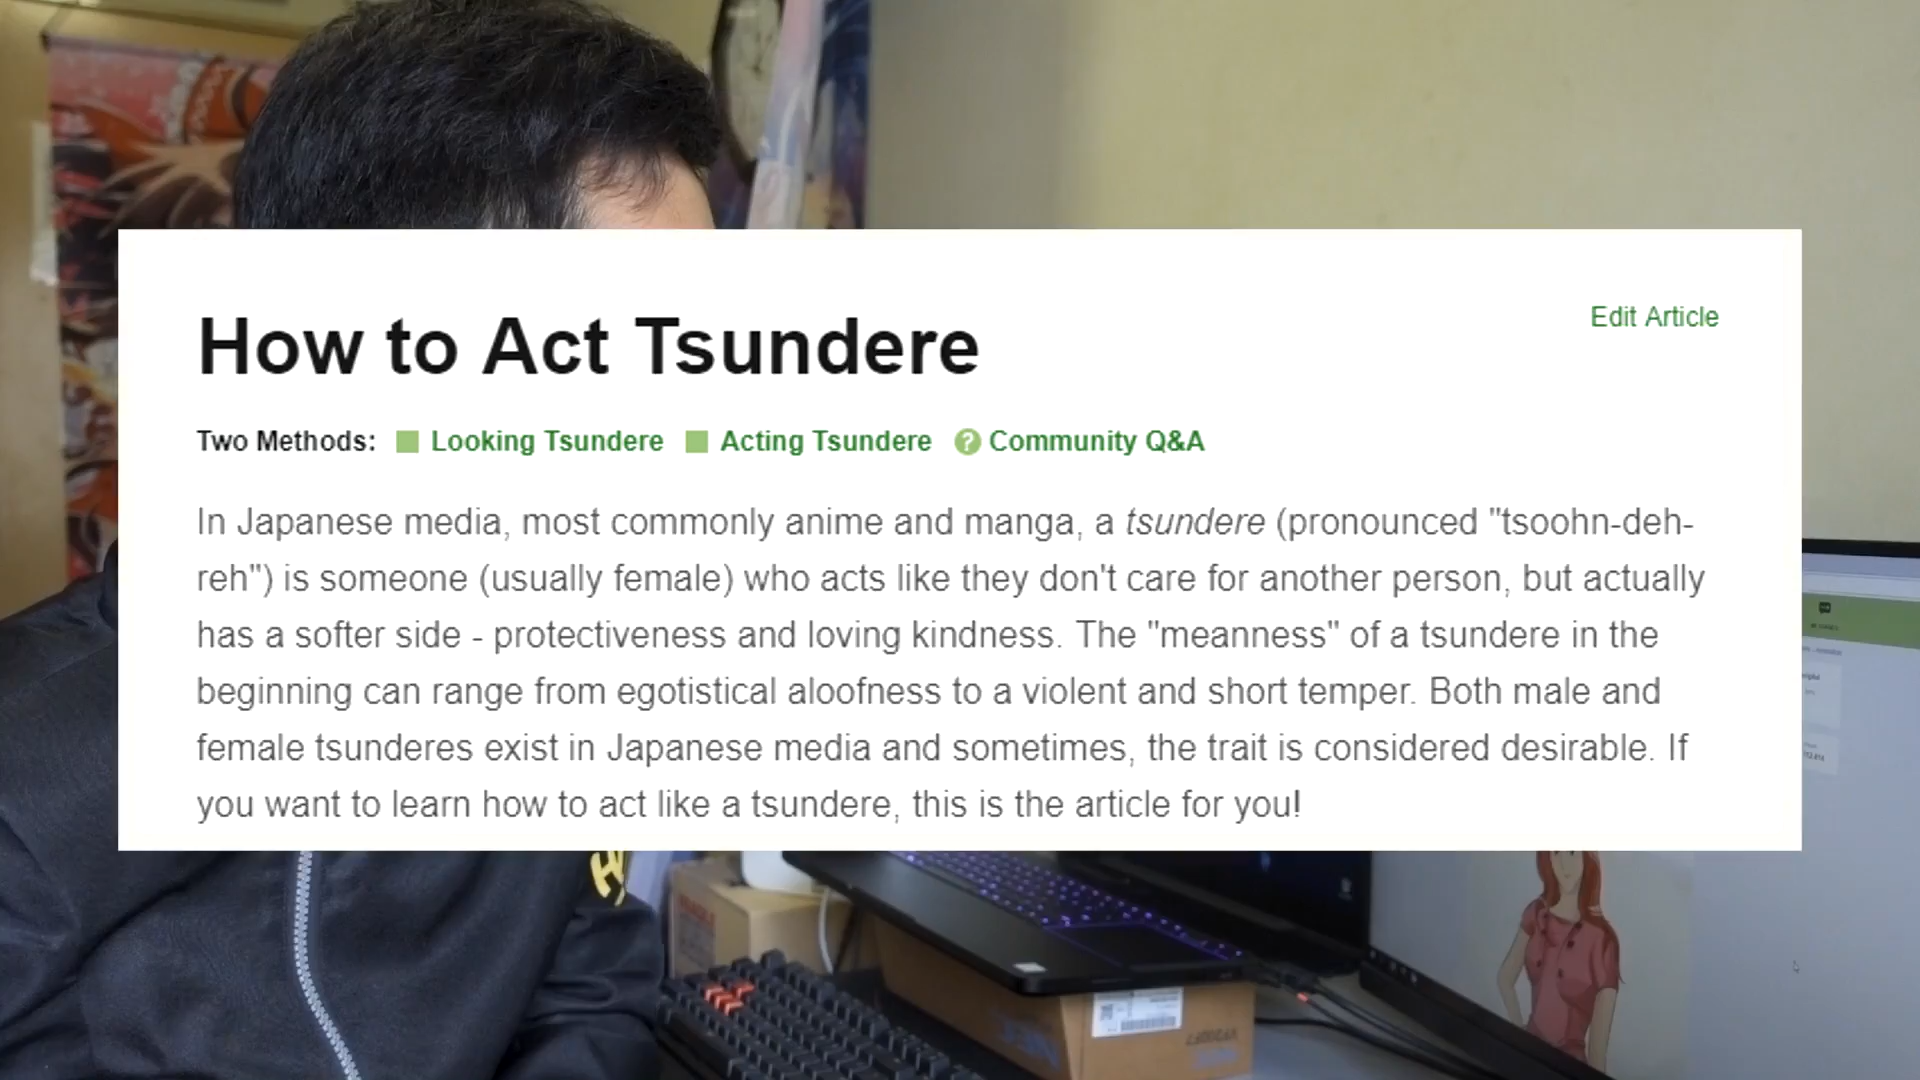 How to Act Tsundere
Edit Article
Two Methods: Looking Tsundere Acting Tsundere ? Community Q&A
In Japanese media, most commonly anime and manga, a tsundere (pronounced "tsoohn-deh-
reh") is someone (usually female) who acts like they don't care for another person, but actually
has a softer side - protectiveness and loving kindness. The "meanness" of a tsundere in the
beginning can range from egotistical aloofness to a violent and short temper. Both male and
female tsunderes exist in Japanese media and sometimes, the trait is considered desirable. If
you want to learn how to act like a tsundere, this is the article for you!